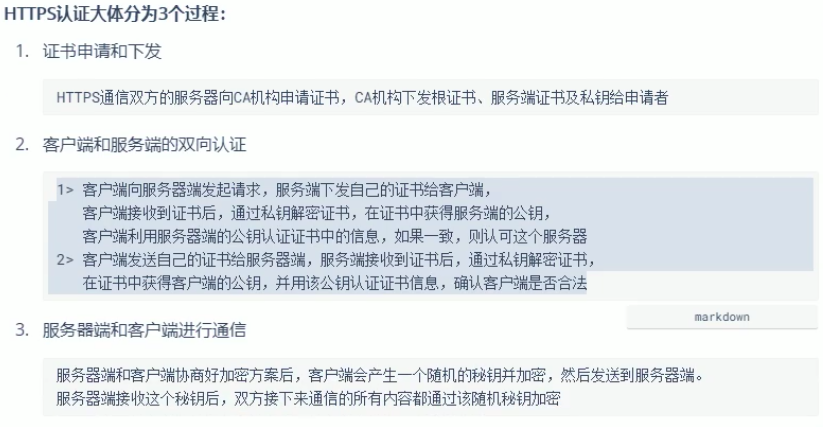 HTTPS认证大体分为3个过程：
1. 证书申请和下发
HTTPS通信双方的服务器向CA机构申请证书，CA机构下发根证书、服务端证书及私钥给申请者
2. 客户端和服务端的双向认证
1> 客户端向服务器端发起请求，服务端下发自己的证书给客户端，
客户端接收到证书后，通过私钥解密证书，在证书中获得服务端的公钥，
客户端利用服务器端的公钥认证证书中的信息，如果一致，则认可这个服务器
2> 客户端发送自己的证书给服务器端，服务端接收到证书后，通过私钥解密证书，
在证书中获得客户端的公钥，并用该公钥认证证书信息，确认客户端是否合法
markdown
3. 服务器端和客户端进行通信
服务器端和客户端协商好加密方案后，客户端会产生一个随机的秘钥并加密，然后发送到服务器端。
服务器端接收这个秘钥后，双方接下来通信的所有内容都通过该随机秘钥加密